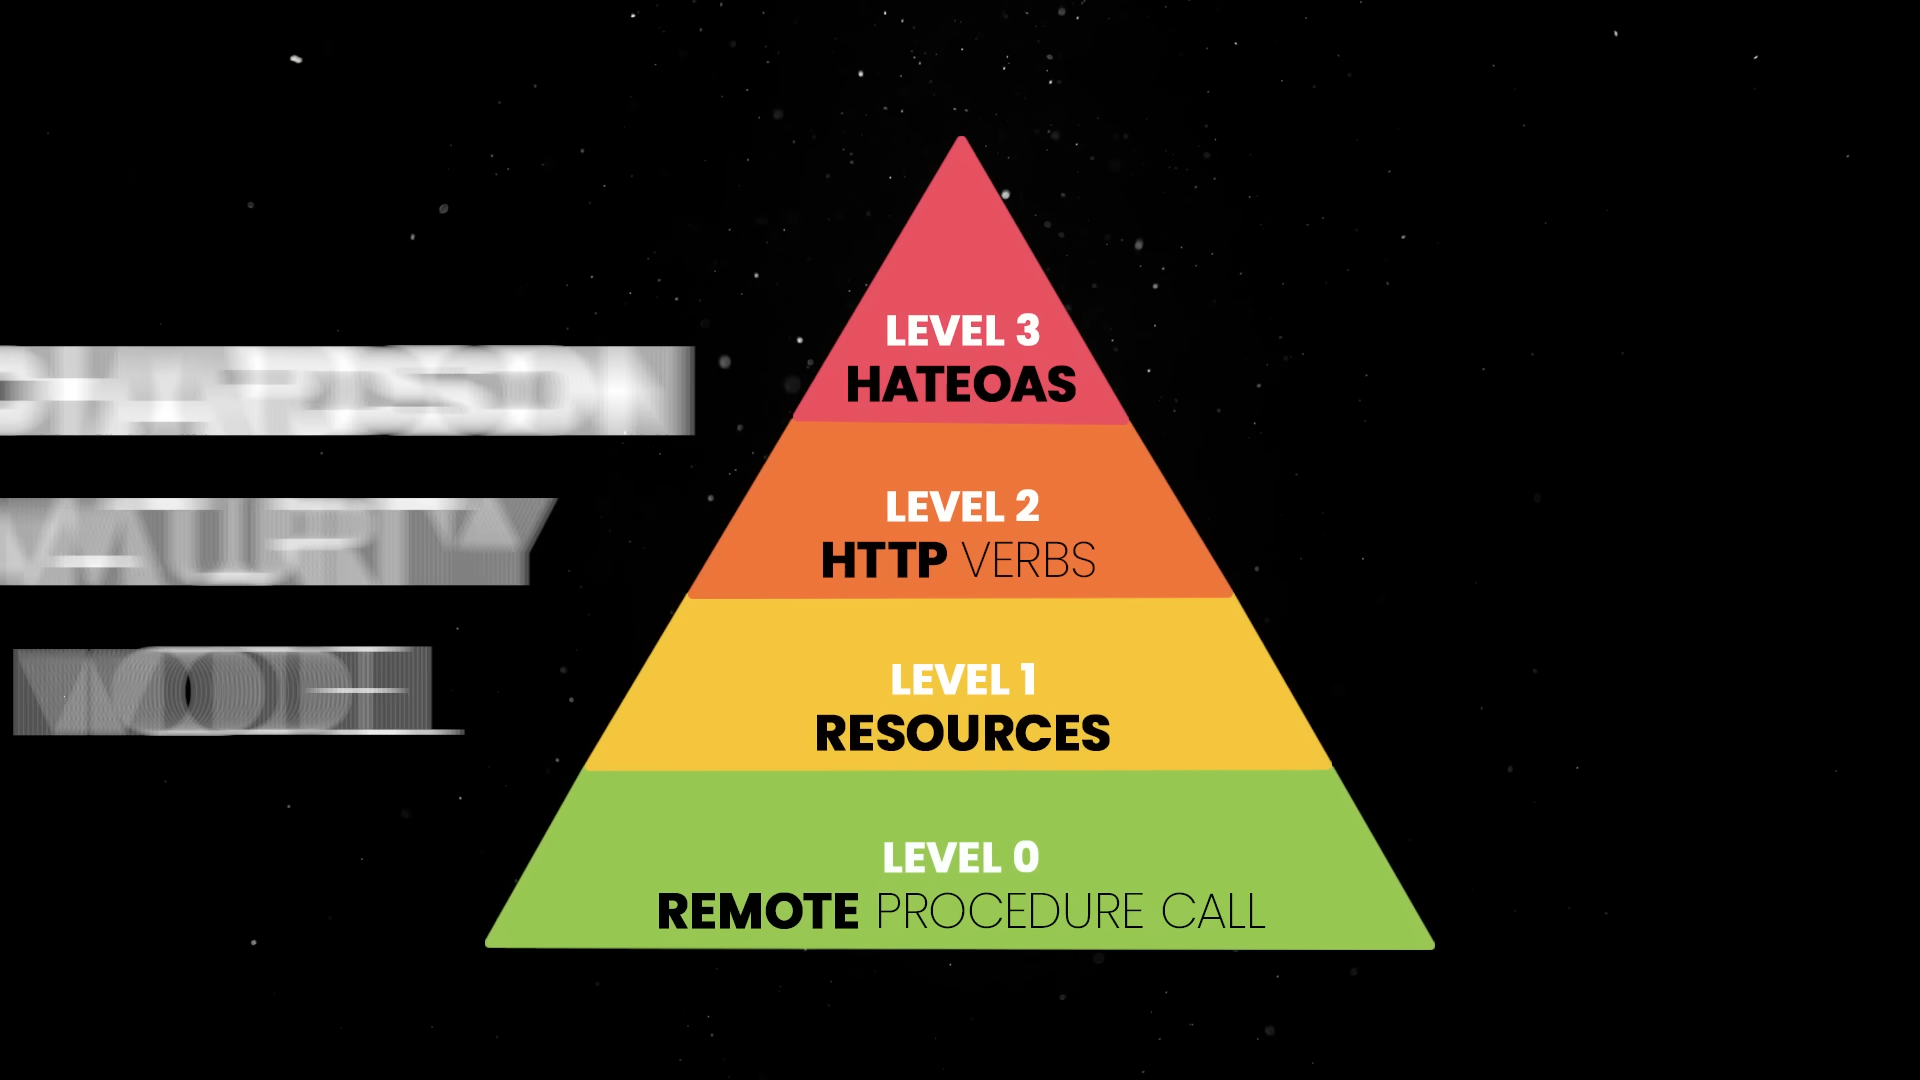 LEVEL 3
HATEOAS
LEVEL 2
HTTP VERBS
LEVEL 1
RESOURCES
LEVEL 0
REMOTE PROCEDURE CALL